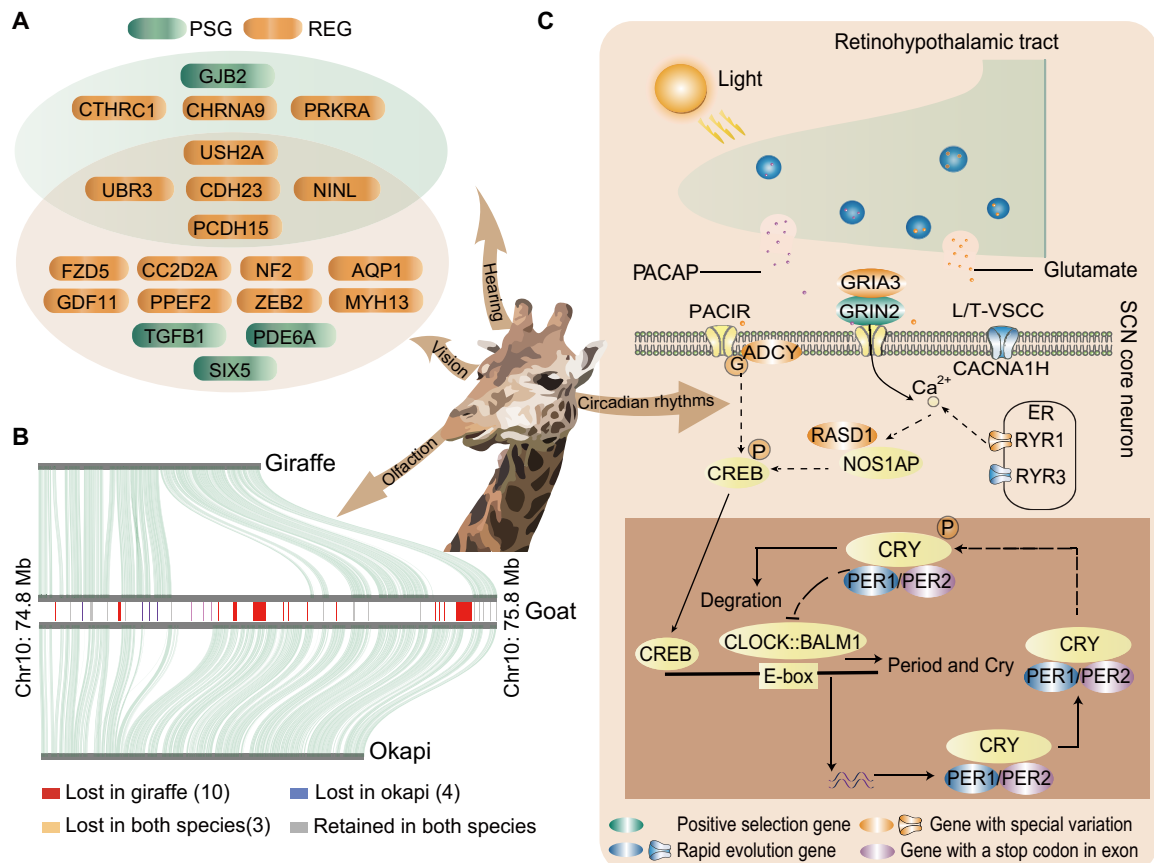 A
PSG
REG
GJB2
CTHRC1
CHRNA9
PRKRA
USH2A
UBR3
CDH23
NINL
PCDH15
FZD5
CC2D2A
NF2
AQP1
GDF11
PPEF2
ZEB2
MYH13
TGFB1
PDE6A
SIX5
Hearing
Vision
Circadian rhythms
Olfaction
B
Giraffe
Chr10: 74.8 Mb
Goat
Chr10: 75.8 Mb
Okapi
Lost in giraffe (10)
Lost in okapi (4)
Lost in both species(3)
Retained in both species
C
Retinohypothalamic tract
Light
PACAP
Glutamate
GRIA3
GRIN2
PACIR
L/T-VSCC
SCN core neuron
ADCY
G
CACNA1H
Ca2+
ER
RYR1
RYR3
RASD1
NOS1AP
P
CREB
P
CRY
PER1/PER2
Degration
CLOCK::BALM1
CREB
E-box
Period and Cry
CRY
PER1/PER2
CRY
PER1/PER2
Positive selection gene
Gene with special variation
Rapid evolution gene
Gene with a stop codon in exon